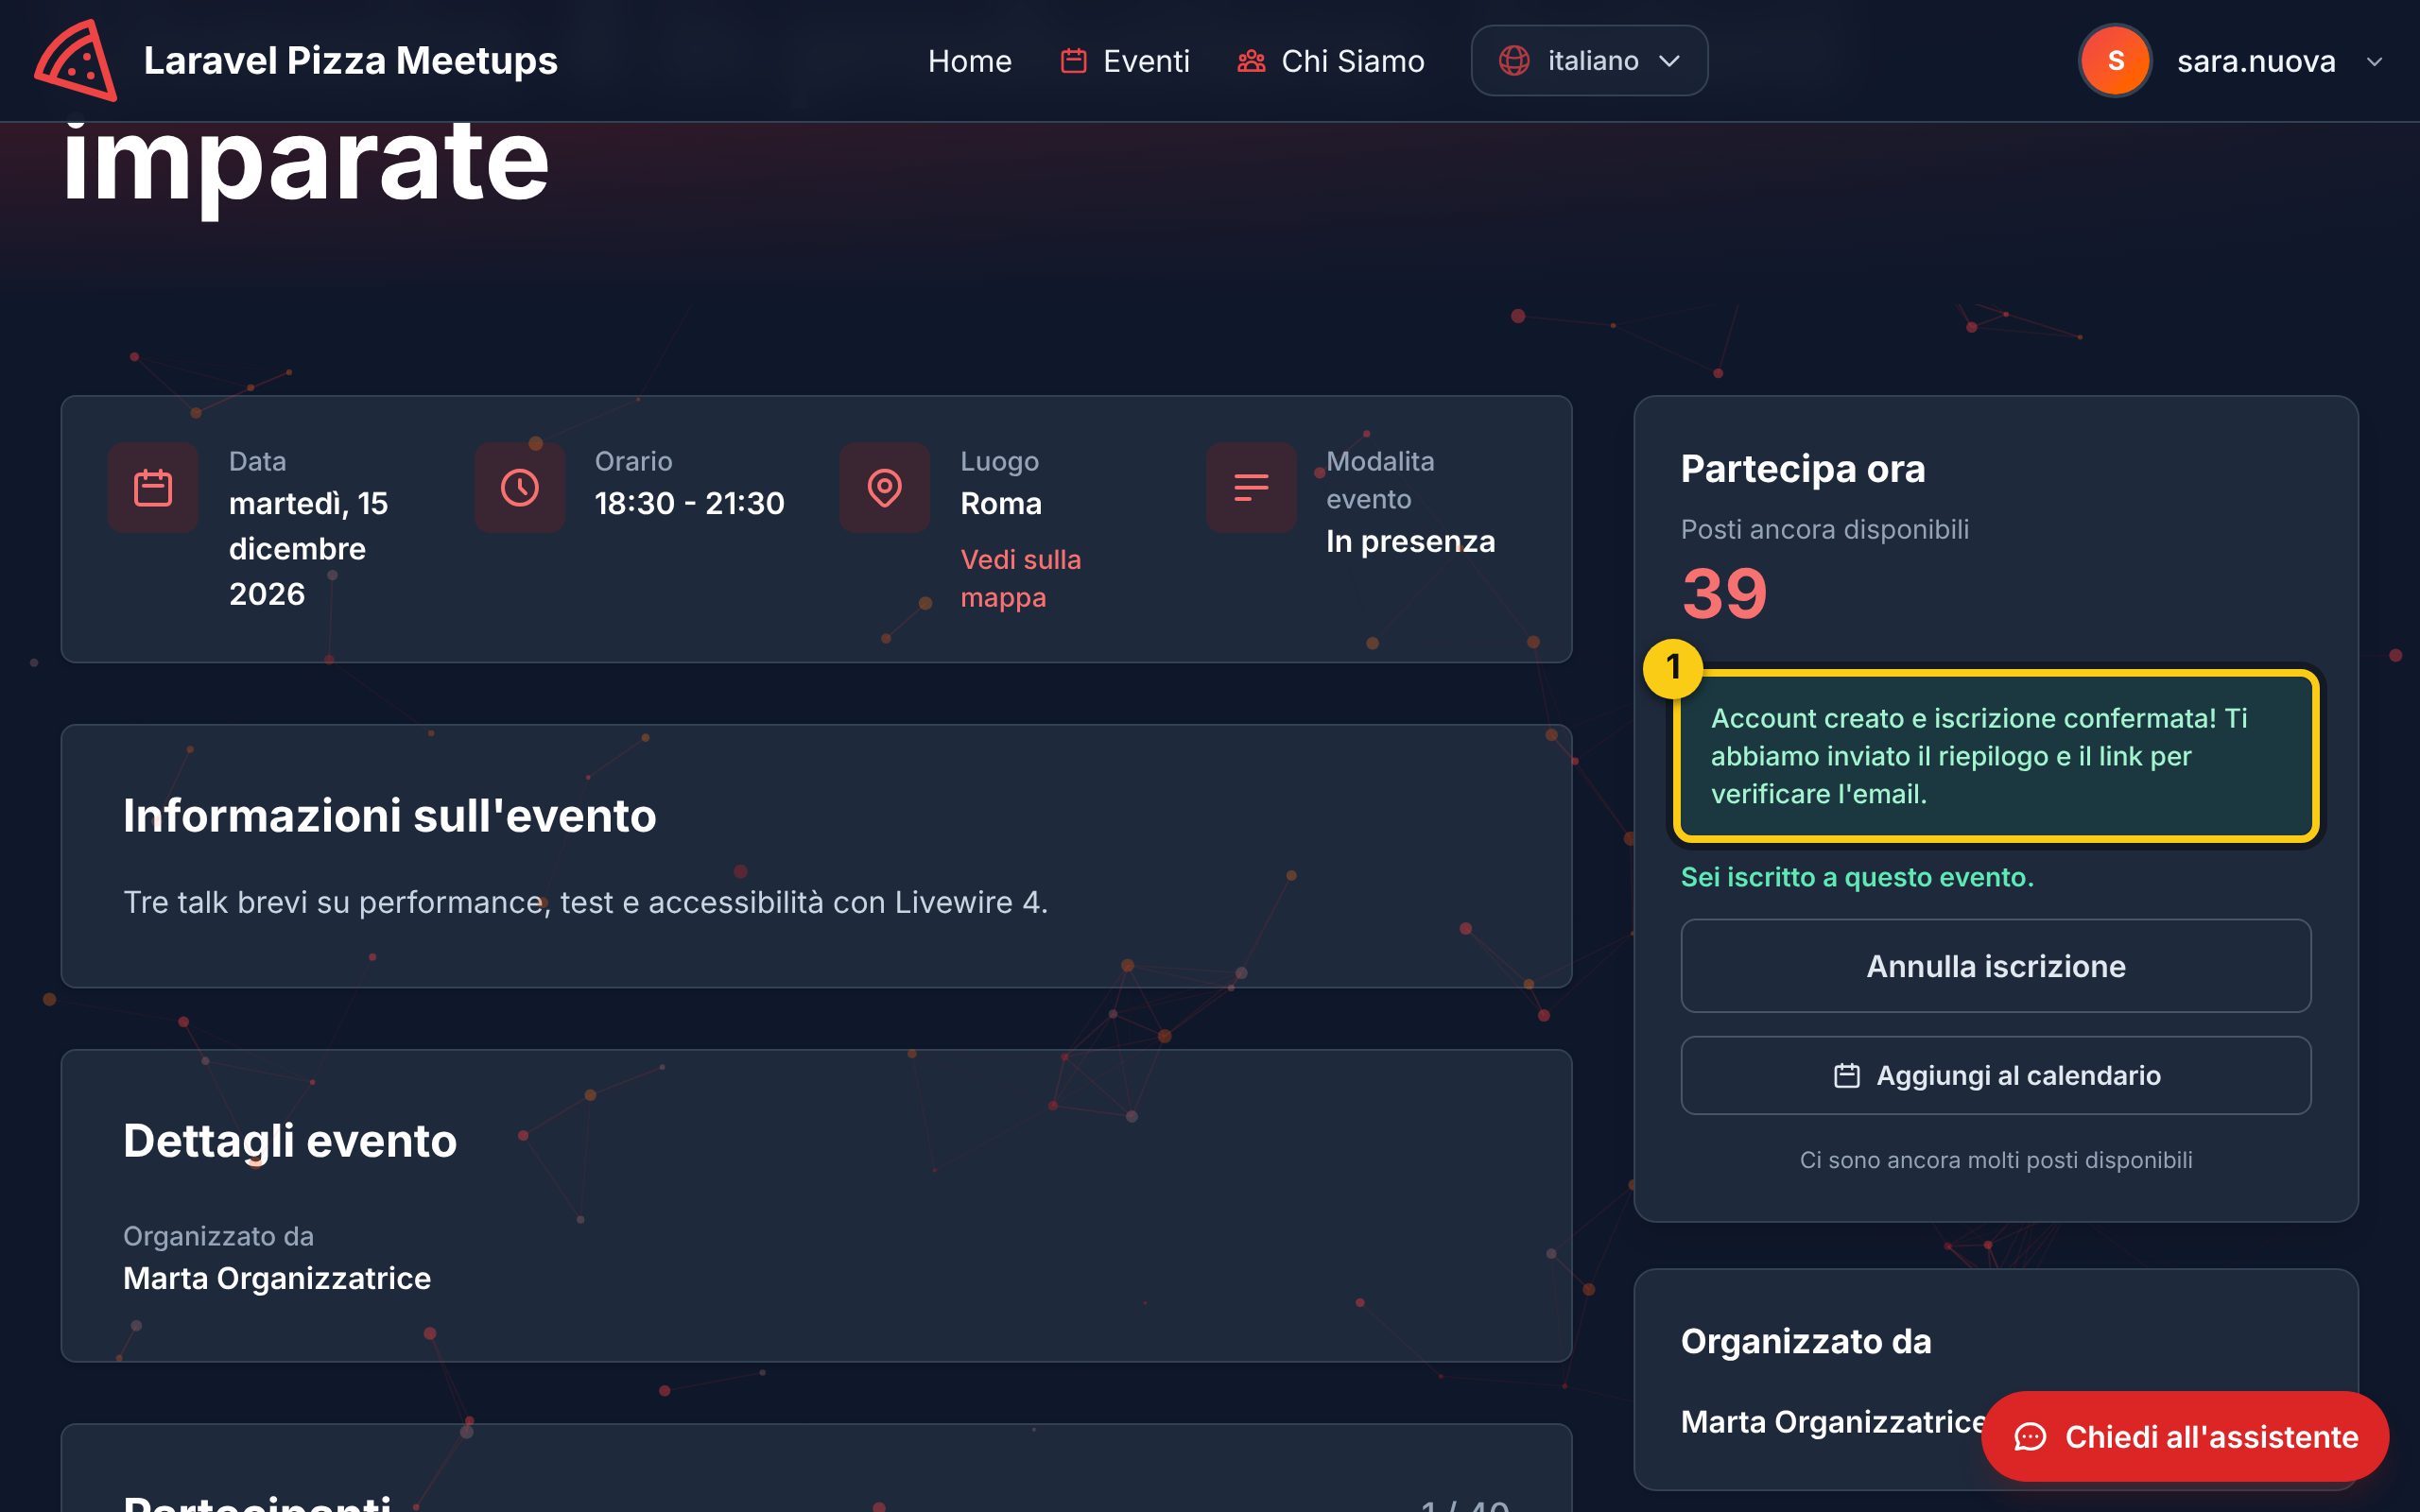 Laravel Pizza Meetups
Home
Eventi
Chi Siamo
italiano
S
sara.nuova
imparate
Data
martedì, 15
dicembre
2026
Orario
18:30 - 21:30
Luogo
Roma
Vedi sulla
mappa
Modalita
evento
In presenza
Informazioni sull'evento
Tre talk brevi su performance, test e accessibilità con Livewire 4.
Dettagli evento
Organizzato da
Marta Organizzatrice
Partecipanti
1 / 40
Partecipa ora
Posti ancora disponibili
39
1
Account creato e iscrizione confermata! Ti
abbiamo inviato il riepilogo e il link per
verificare l'email.
Sei iscritto a questo evento.
Annulla iscrizione
Aggiungi al calendario
Ci sono ancora molti posti disponibili
Organizzato da
Marta Organizzatrice
Chiedi all'assistente